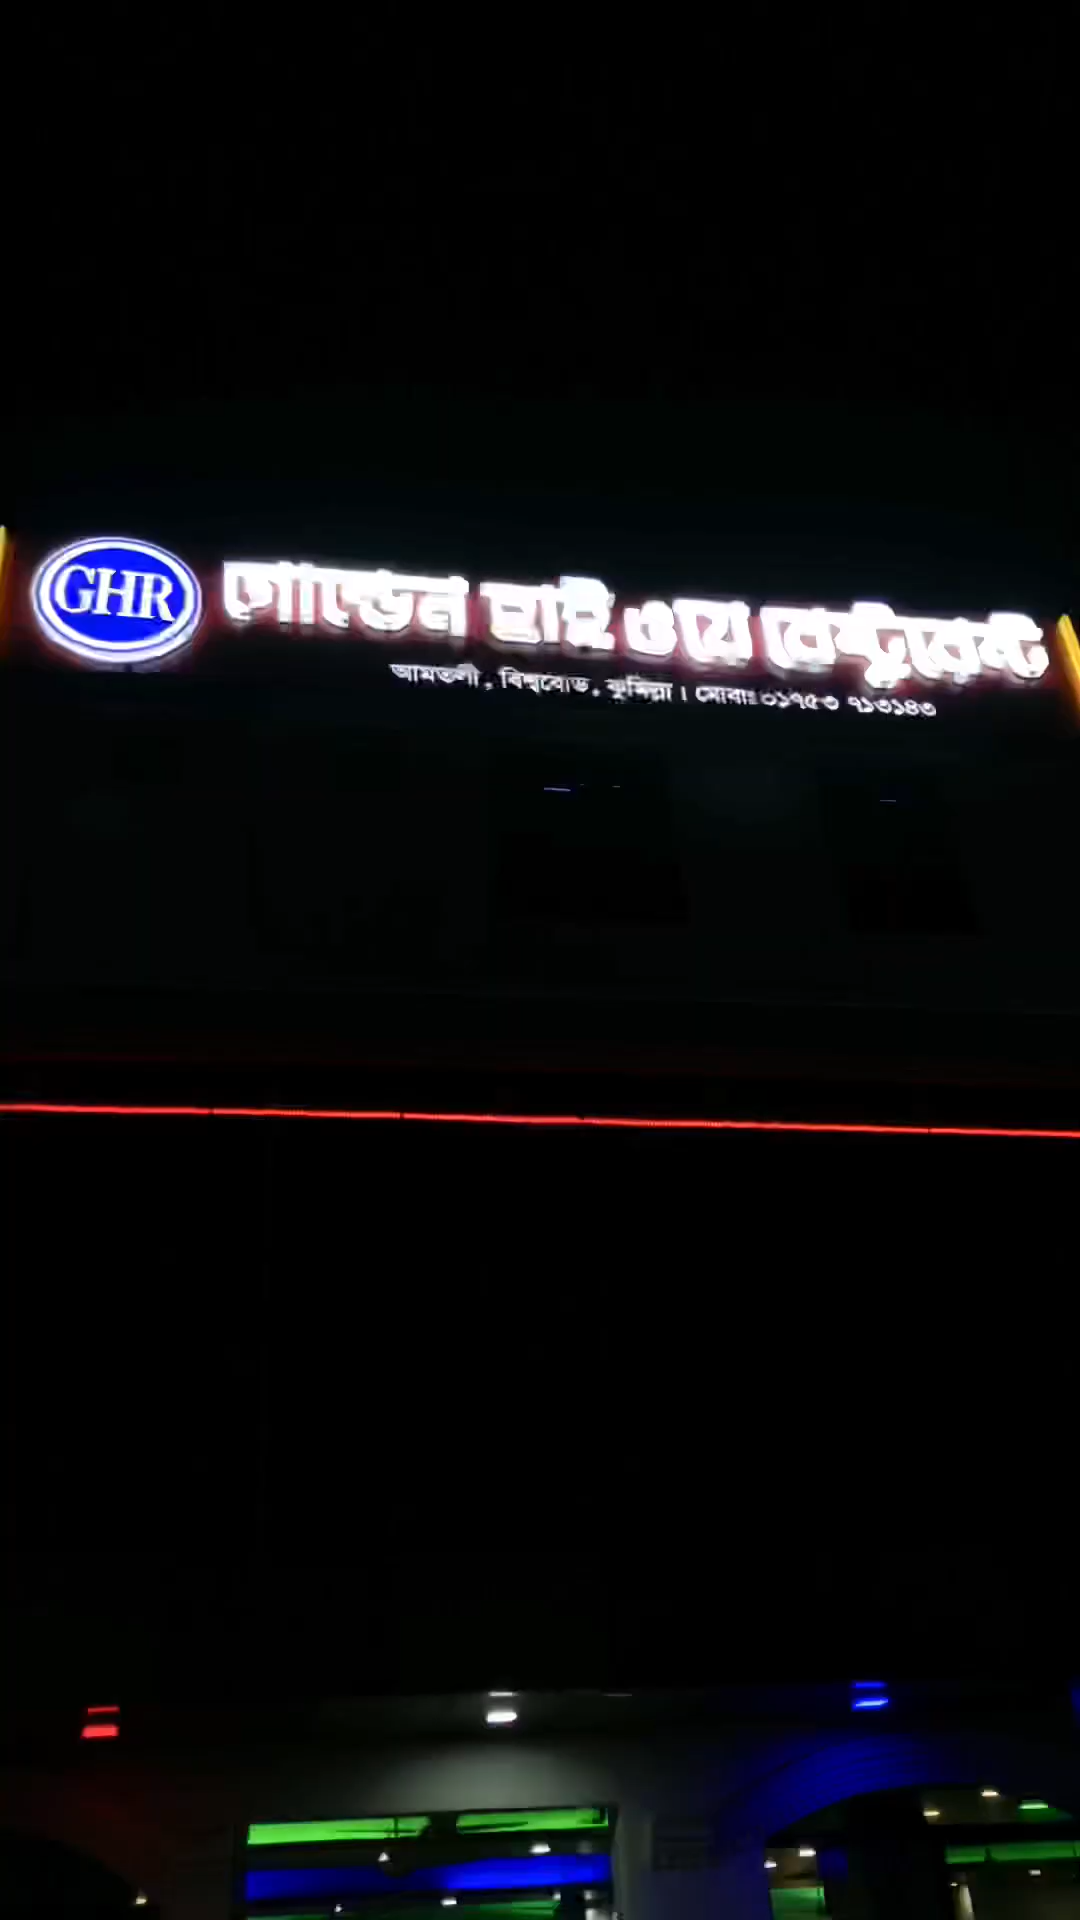 GHR
গোল্ডেন হাই ওয়ে রেস্টুরেন্ট
আমতলী, বিশ্বরোড, কুমিল্লা। মোবাঃ ০১৭৫৩ ৭১৩১৪৩